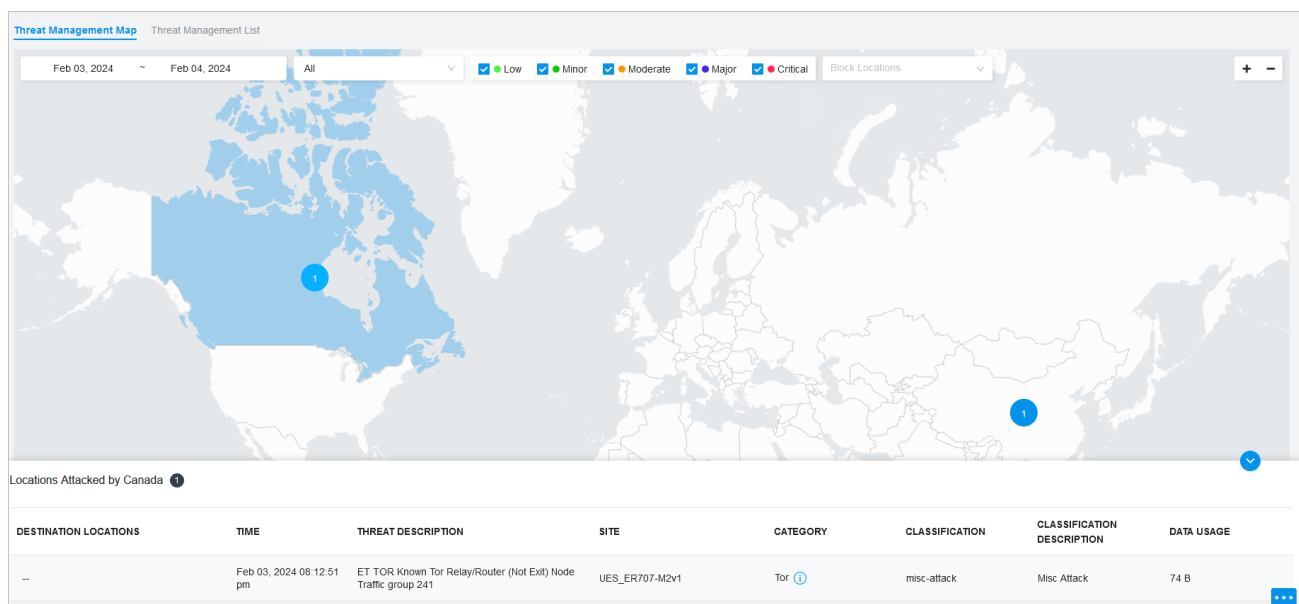 Threat Management Map Threat Management List
Feb 03, 2024 ~ Feb 04, 2024 All Low Minor Moderate Major Critical Block Locations + −
1
1
Locations Attacked by Canada 1
DESTINATION LOCATIONS TIME THREAT DESCRIPTION SITE CATEGORY CLASSIFICATION CLASSIFICATION DESCRIPTION DATA USAGE
-- Feb 03, 2024 08:12:51 pm ET TOR Known Tor Relay/Router (Not Exit) Node Traffic group 241 UES_ER707-M2v1 Tor misc-attack Misc Attack 74 B